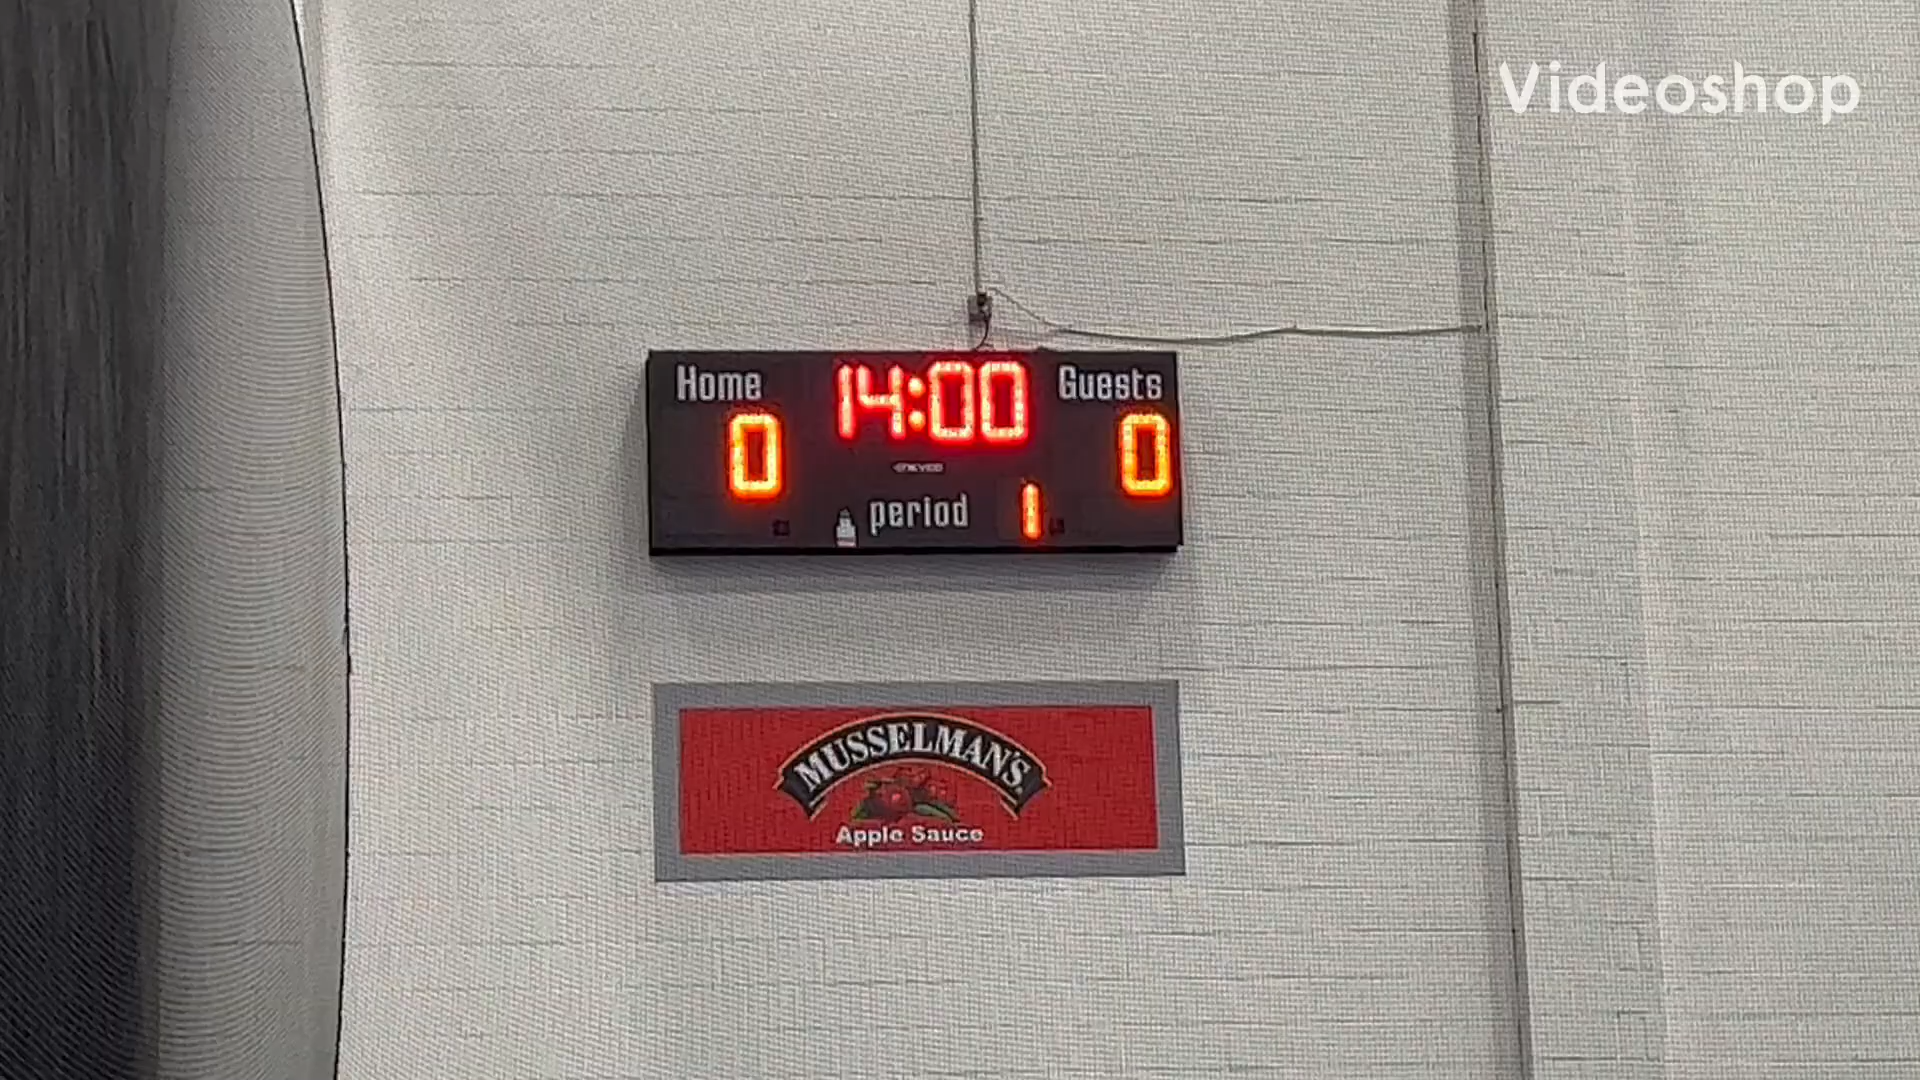 Videoshop
Home 14:00 Guests
0 0
period 1
MUSSELMAN'S
Apple Sauce